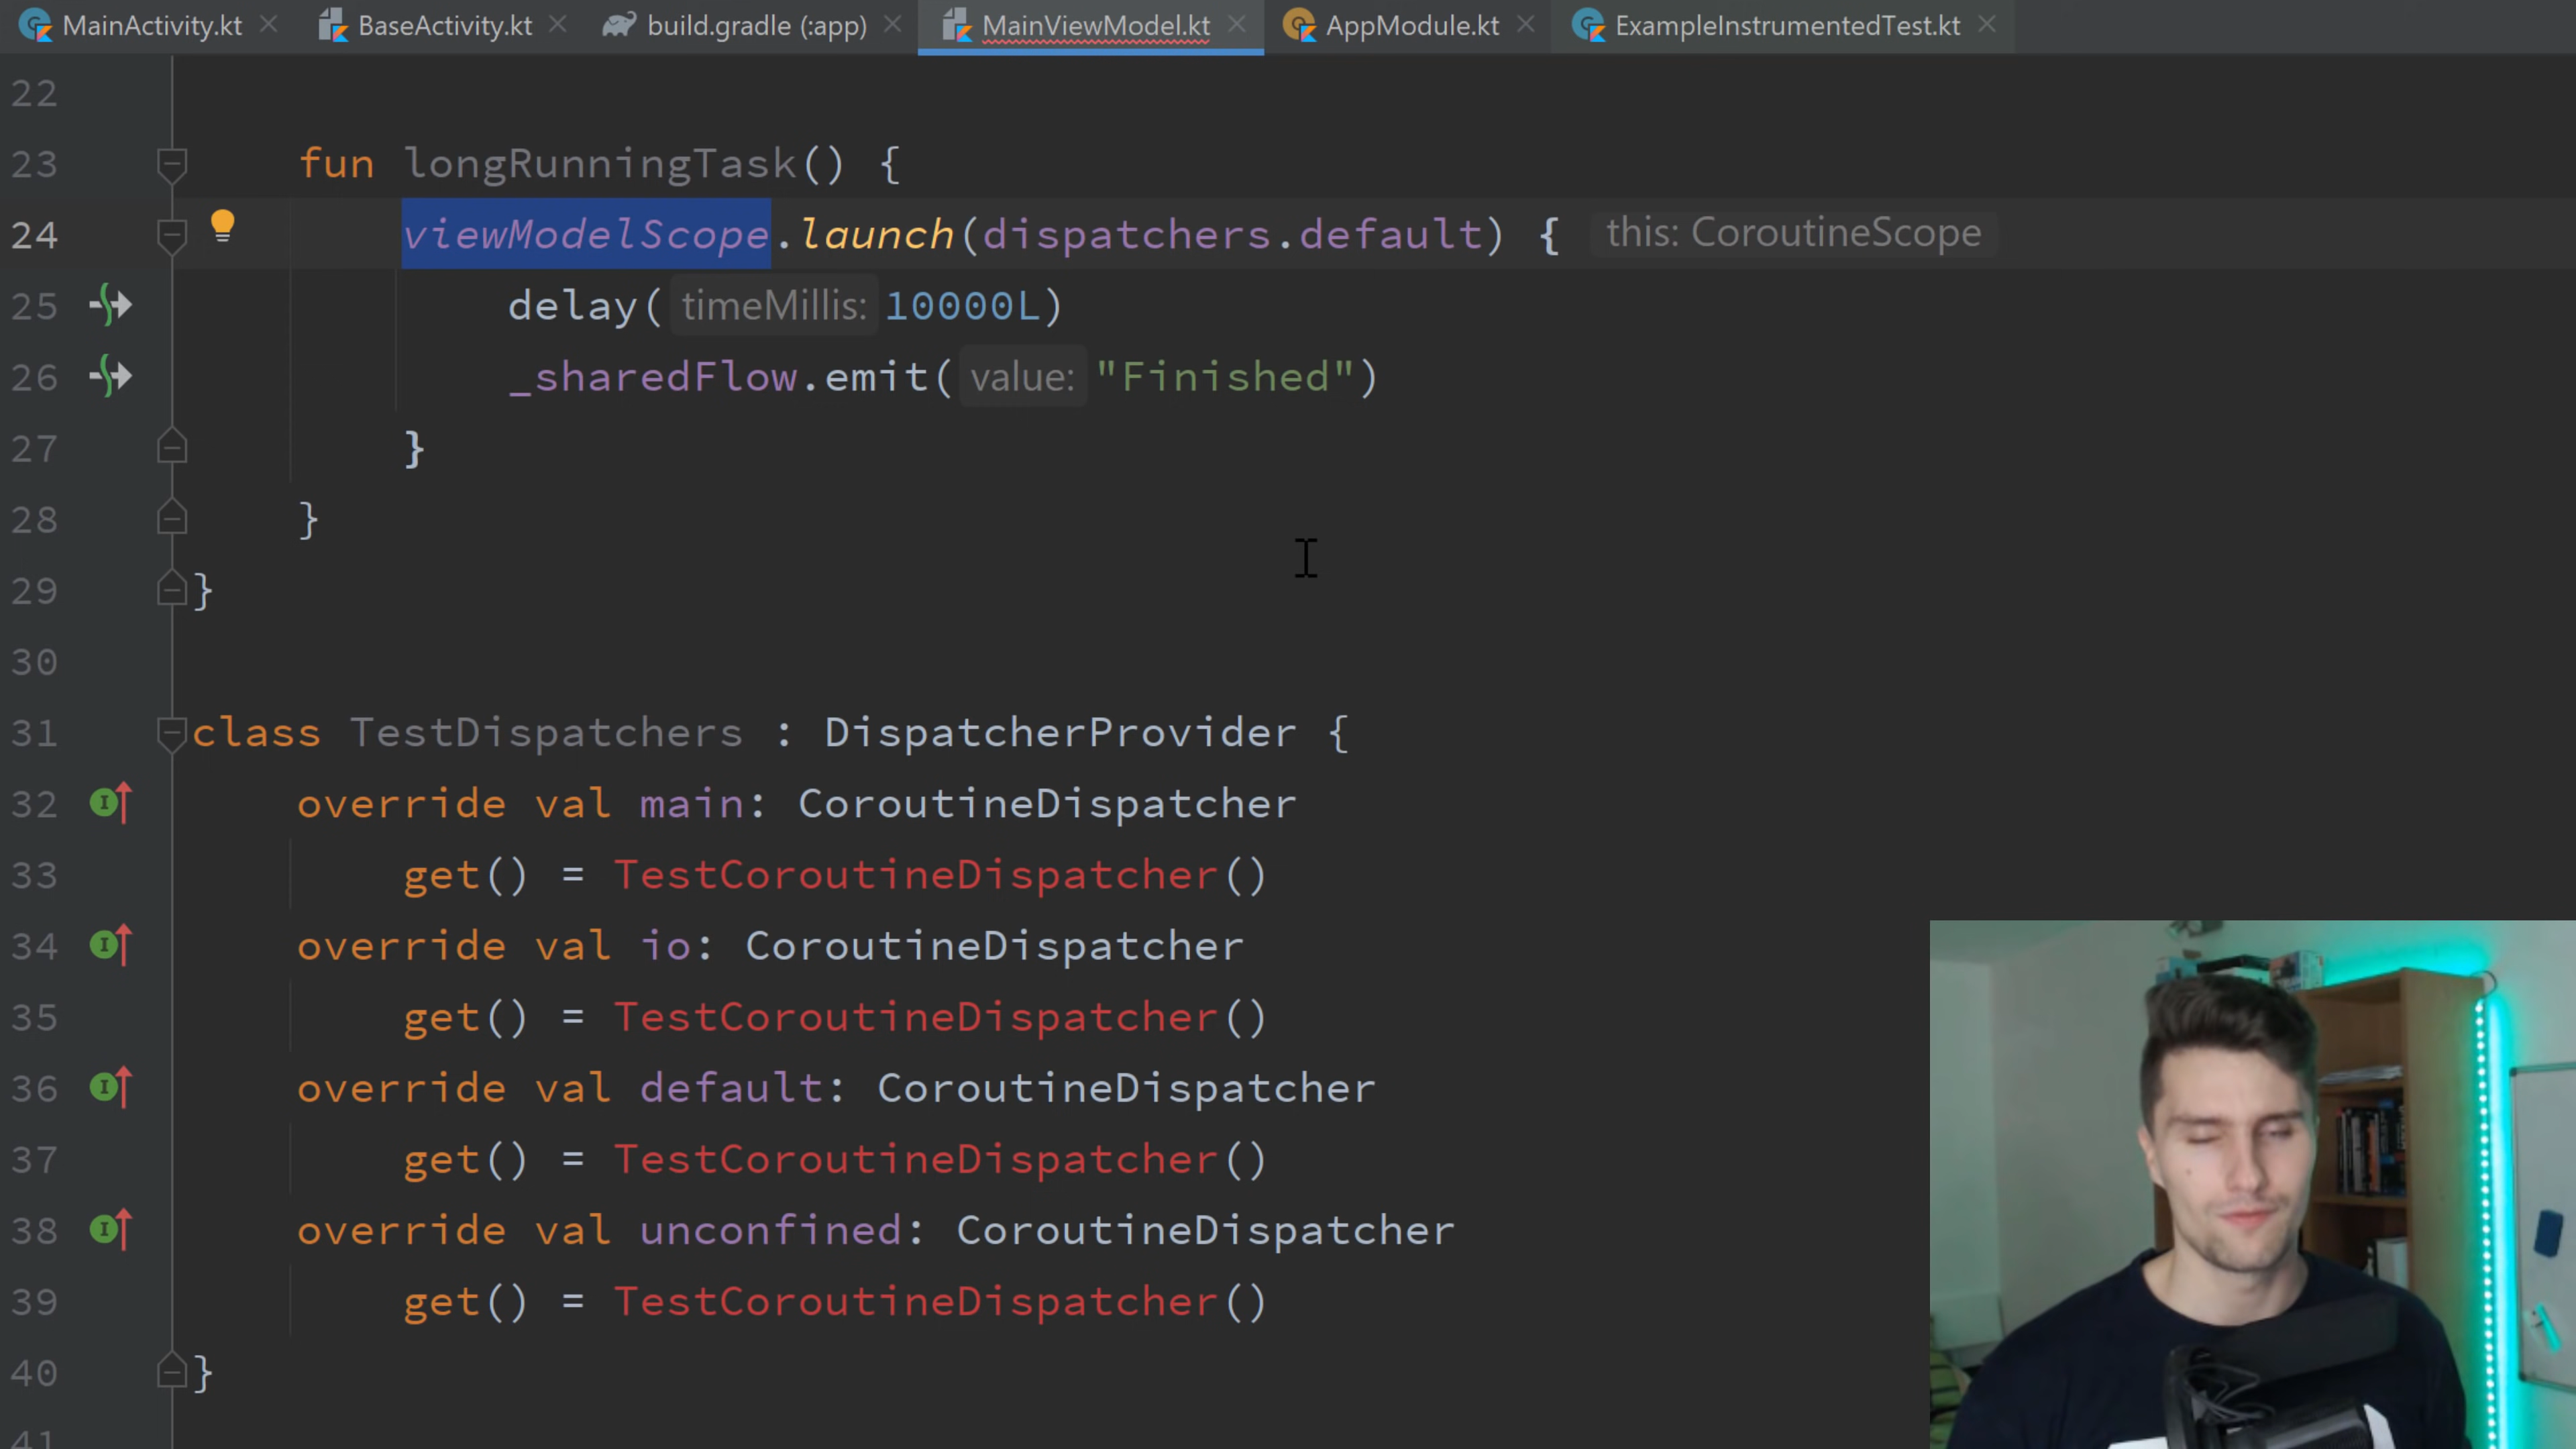 MainActivity.kt BaseActivity.kt build.gradle (:app) MainViewModel.kt AppModule.kt ExampleInstrumentedTest.kt
22
23 fun longRunningTask() {
24 viewModelScope.launch(dispatchers.default) { this: CoroutineScope
25 delay( timeMillis: 10000L)
26 _sharedFlow.emit( value: "Finished")
27 }
28 }
29 }
30
31 class TestDispatchers : DispatcherProvider {
32 override val main: CoroutineDispatcher
33 get() = TestCoroutineDispatcher()
34 override val io: CoroutineDispatcher
35 get() = TestCoroutineDispatcher()
36 override val default: CoroutineDispatcher
37 get() = TestCoroutineDispatcher()
38 override val unconfined: CoroutineDispatcher
39 get() = TestCoroutineDispatcher()
40 }
41